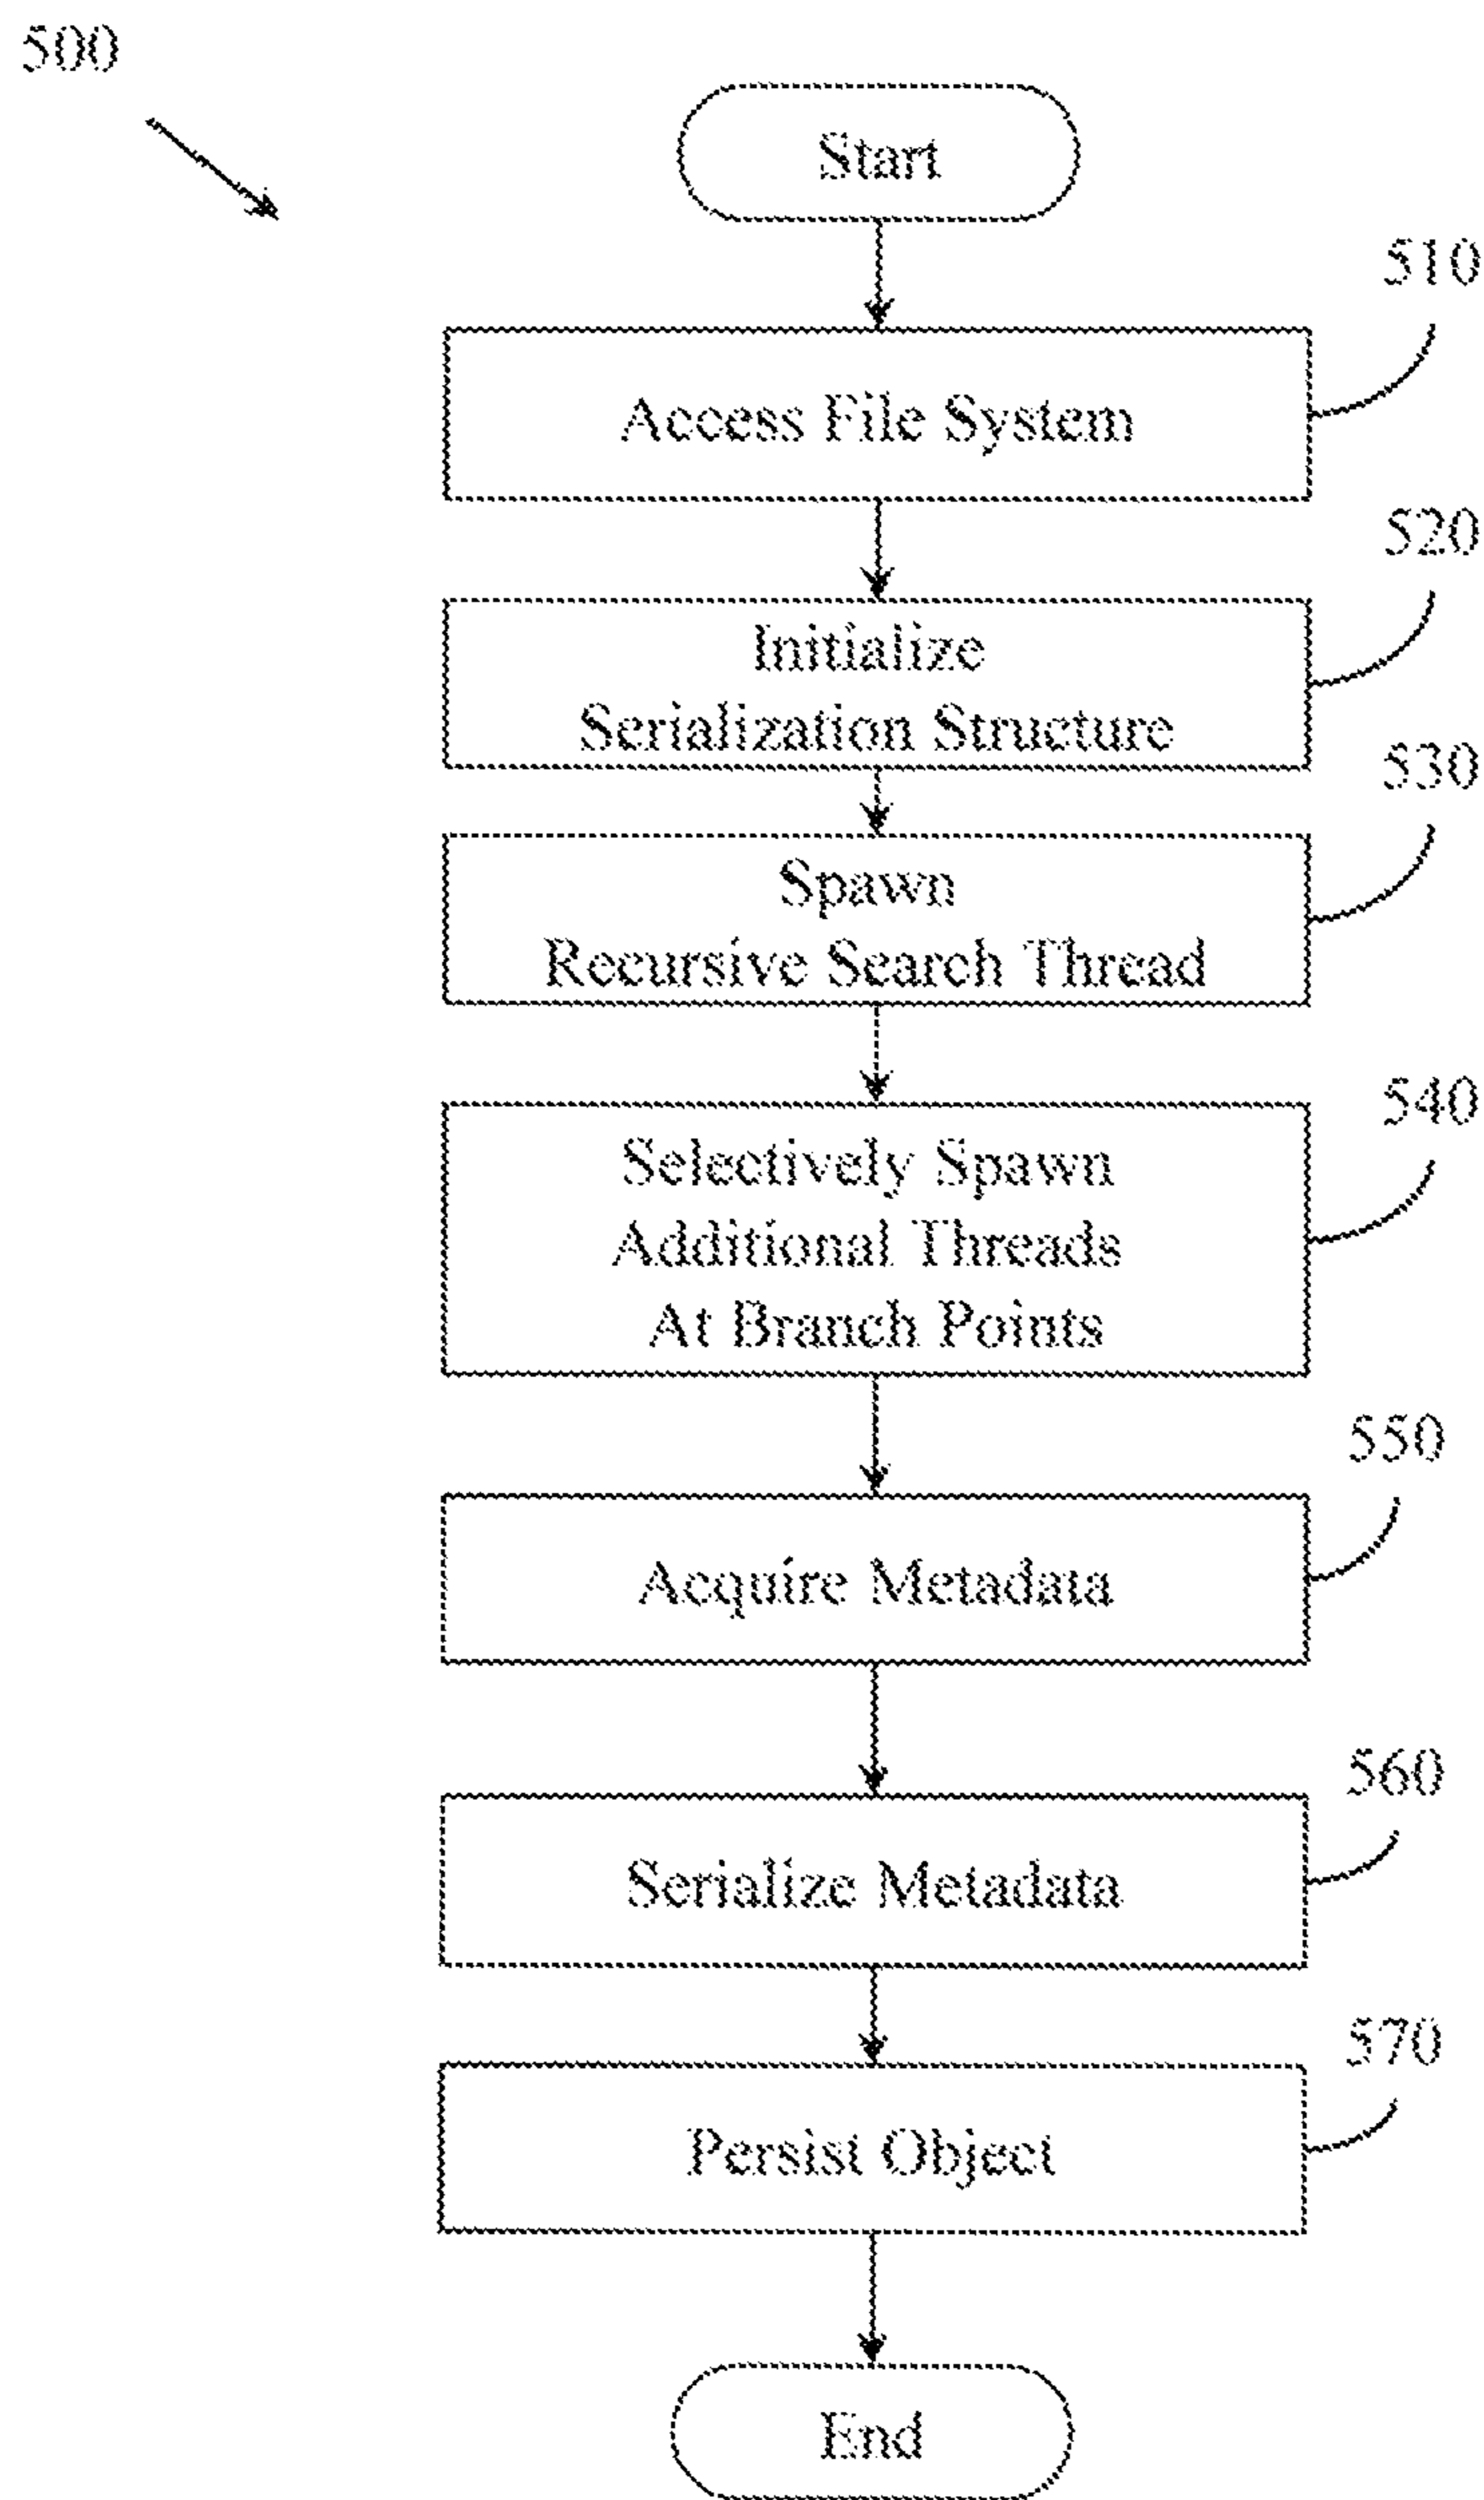 500
Start
510
Access File System
520
Initialize
Serialization Structure
530
Spawn
Recursive Search Thread
540
Selectively Spawn
Additional Threads
At Branch Points
550
Acquire Metadata
560
Serialize Metadata
570
Persist Object
End